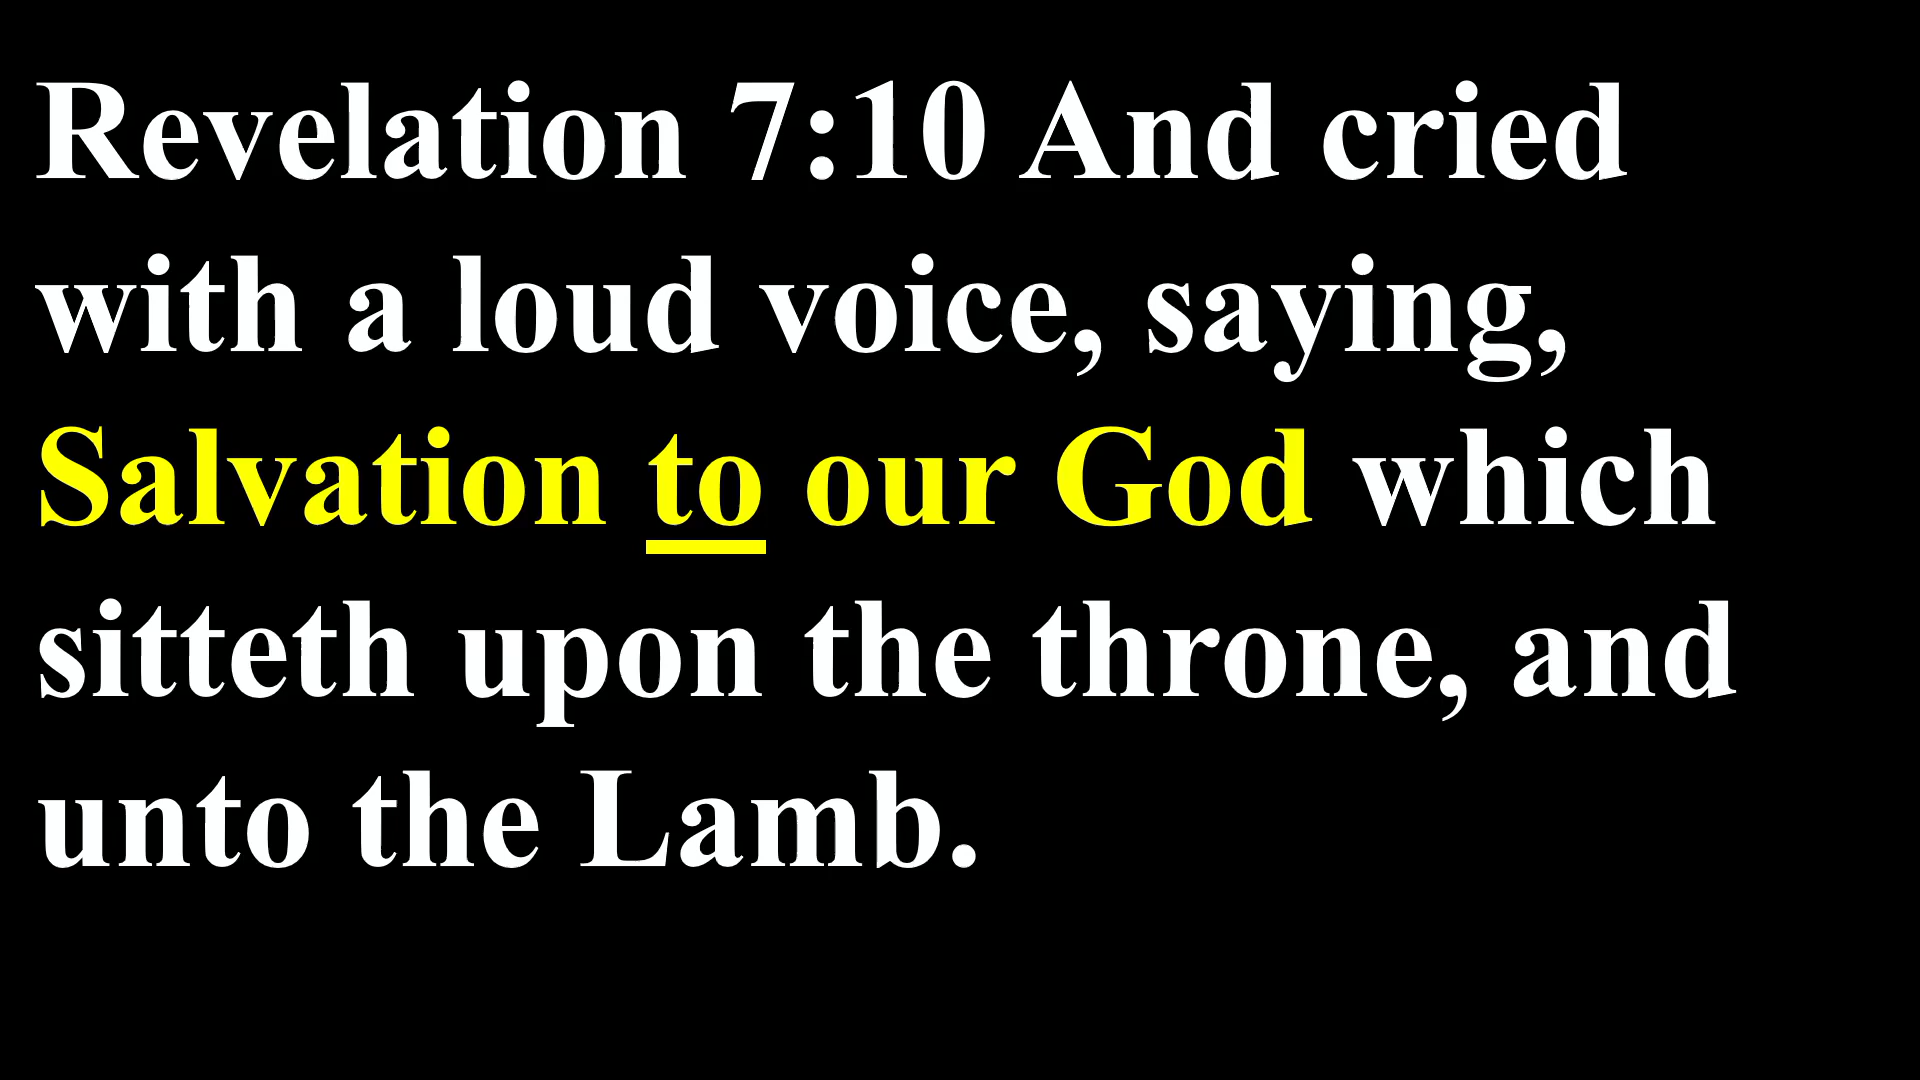 Revelation 7:10 And cried
with a loud voice, saying,
Salvation to our God which
sitteth upon the throne, and
unto the Lamb.